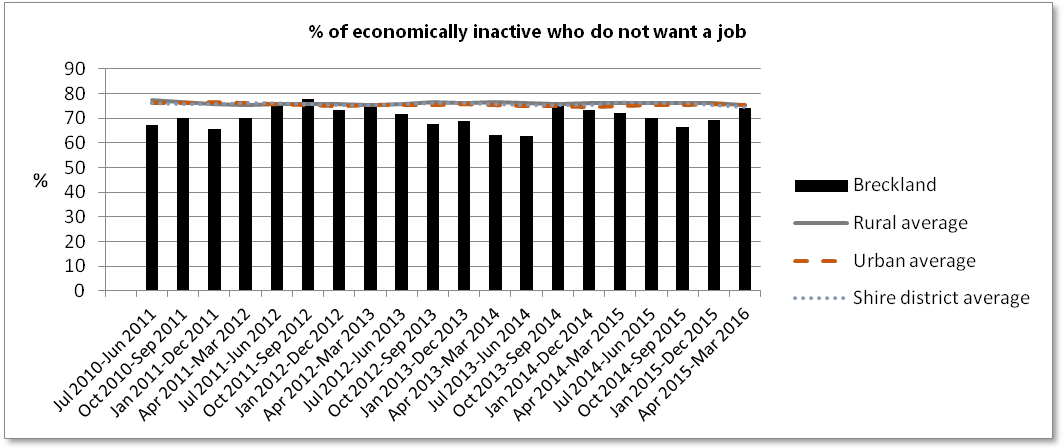 % of economically inactive who do not want a job
90
80
70
60
50
40
30
20
10
0
%
Jul 2010-Jun 2011
Oct 2010-Sep 2011
Jan 2011-Dec 2011
Apr 2011-Mar 2012
Jul 2011-Jun 2012
Oct 2011-Sep 2012
Jan 2012-Dec 2012
Apr 2012-Mar 2013
Jul 2012-Jun 2013
Oct 2012-Sep 2013
Jan 2013-Dec 2013
Apr 2013-Mar 2014
Jul 2013-Jun 2014
Oct 2013-Sep 2014
Jan 2014-Dec 2014
Apr 2014-Mar 2015
Jul 2014-Jun 2015
Oct 2014-Sep 2015
Jan 2015-Dec 2015
Apr 2015-Mar 2016
Breckland
Rural average
Urban average
Shire district average